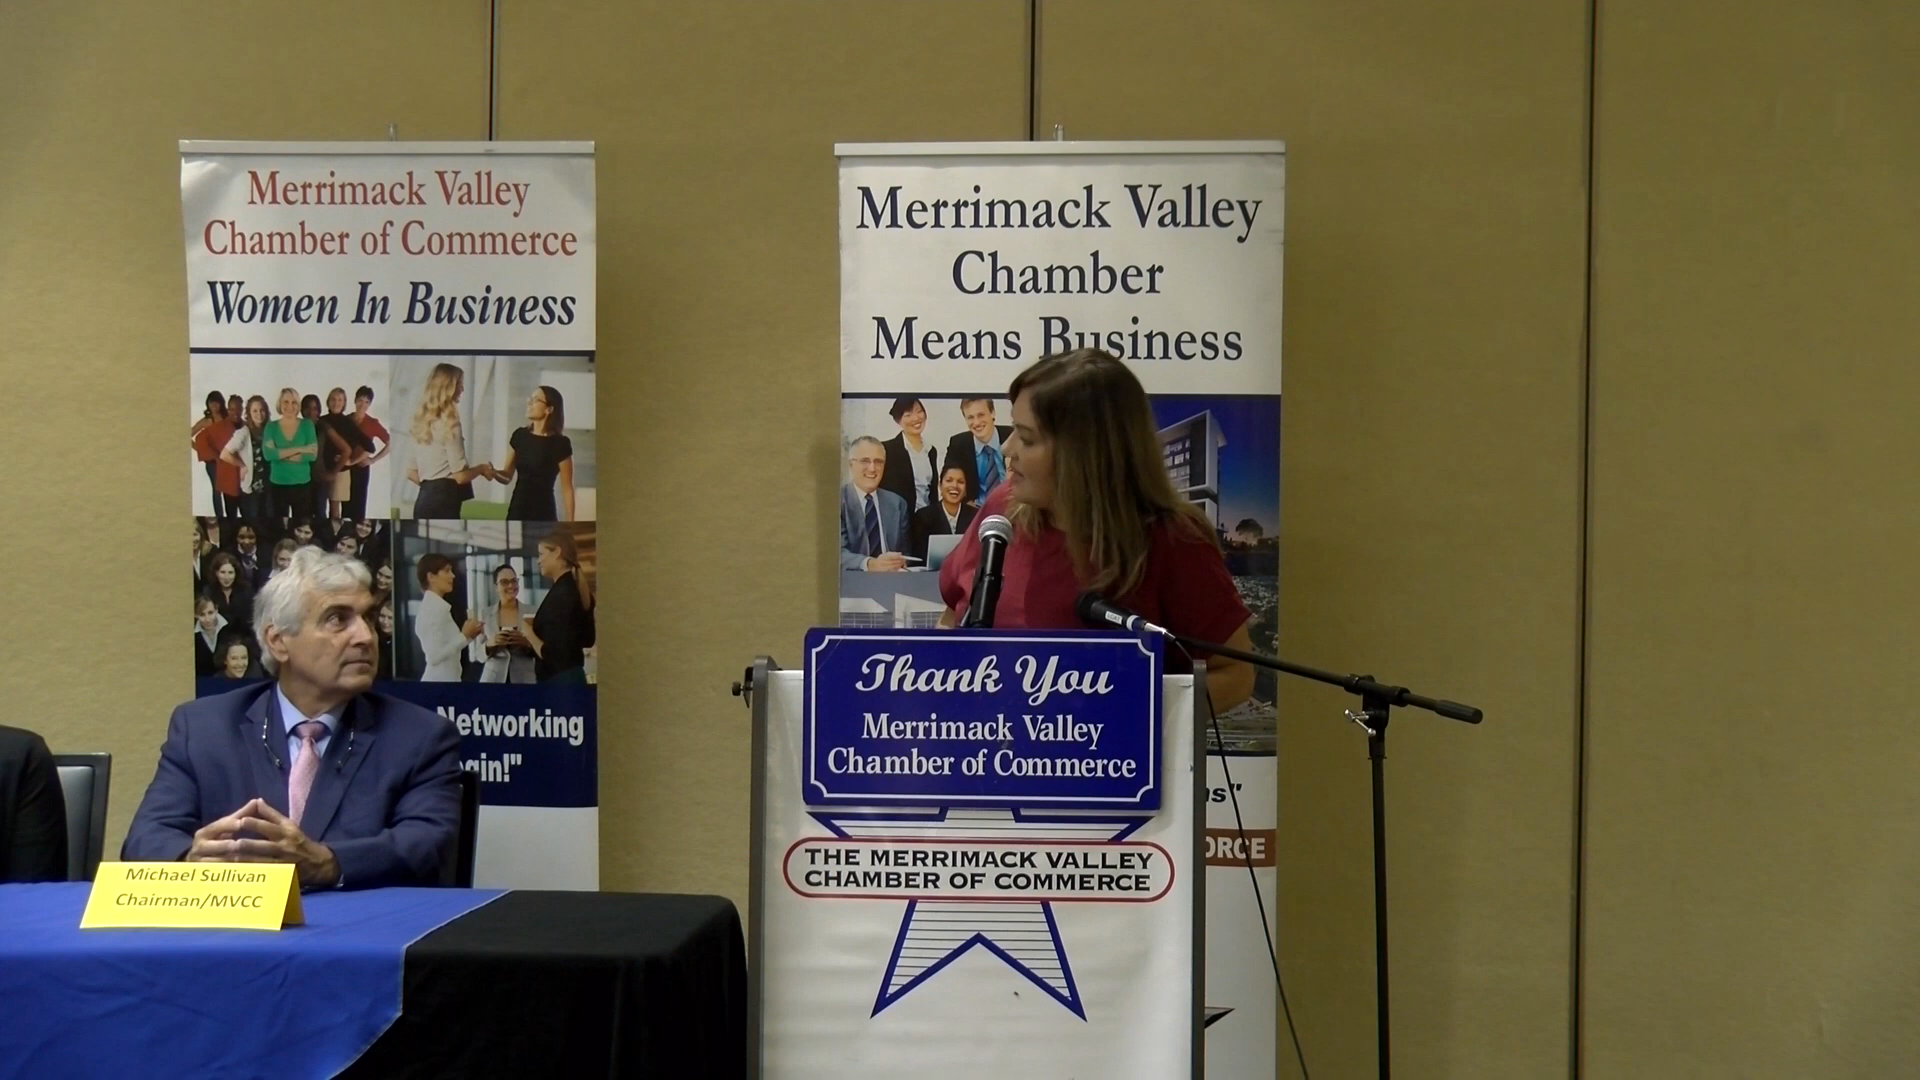 Merrimack Valley
Chamber of Commerce
Women In Business
Networking
Merrimack Valley
Chamber
Means Business
Thank You
Merrimack Valley
Chamber of Commerce
THE MERRIMACK VALLEY
CHAMBER OF COMMERCE
Michael Sullivan
Chairman/MVCC